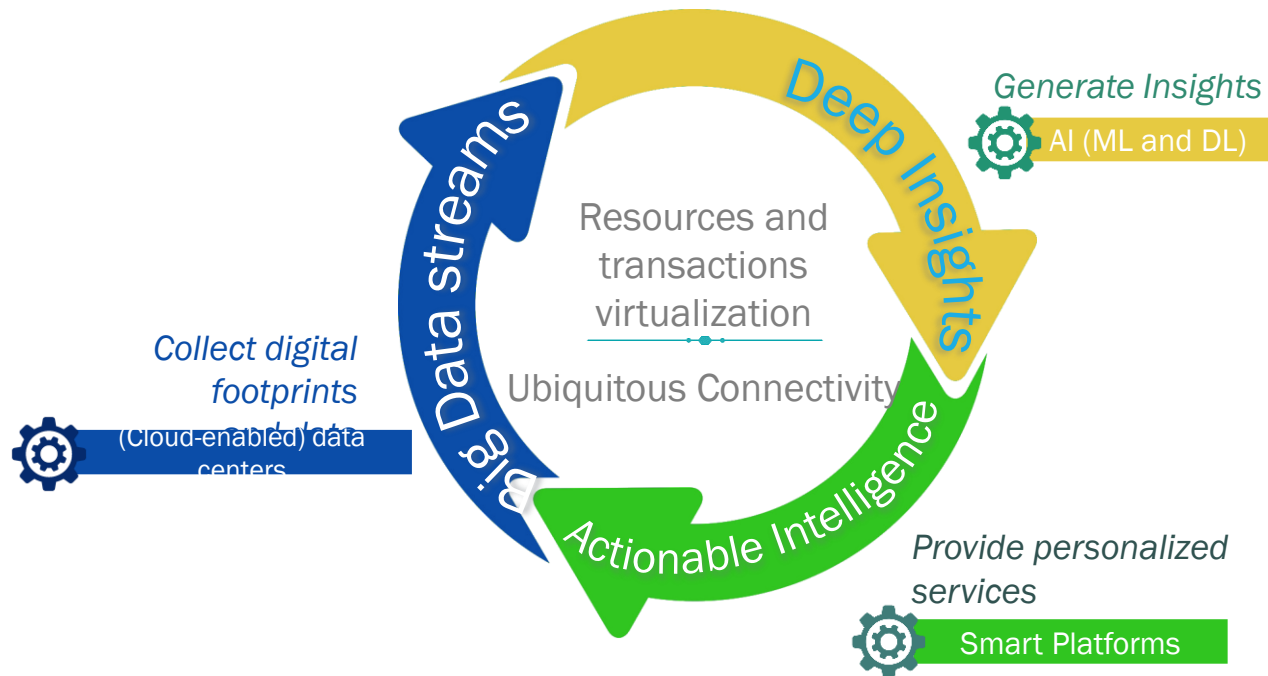 Deep Insights
Generate Insights
AI (ML and DL)
Big Data streams
Resources and
transactions
virtualization
Ubiquitous Connectivity
Collect digital
footprints
(Cloud-enabled) data
centers
Actionable Intelligence
Provide personalized
services
Smart Platforms